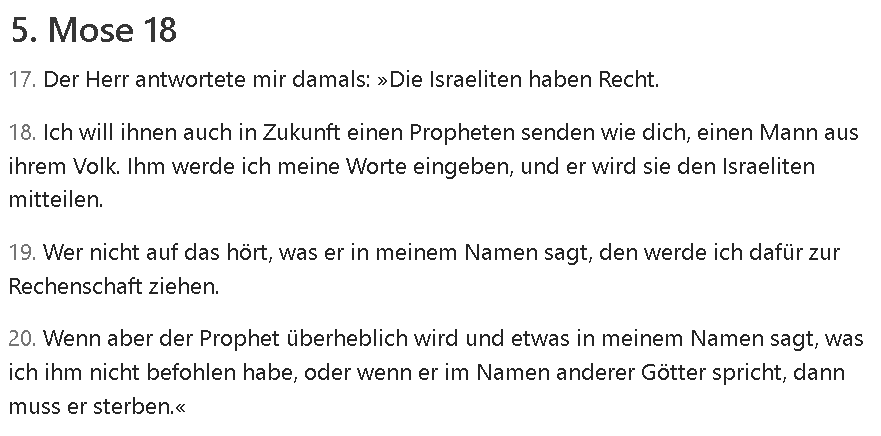 5. Mose 18
17. Der Herr antwortete mir damals: »Die Israeliten haben Recht.
18. Ich will ihnen auch in Zukunft einen Propheten senden wie dich, einen Mann aus
ihrem Volk. Ihm werde ich meine Worte eingeben, und er wird sie den Israeliten
mitteilen.
19. Wer nicht auf das hört, was er in meinem Namen sagt, den werde ich dafür zur
Rechenschaft ziehen.
20. Wenn aber der Prophet überheblich wird und etwas in meinem Namen sagt, was
ich ihm nicht befohlen habe, oder wenn er im Namen anderer Götter spricht, dann
muss er sterben.«